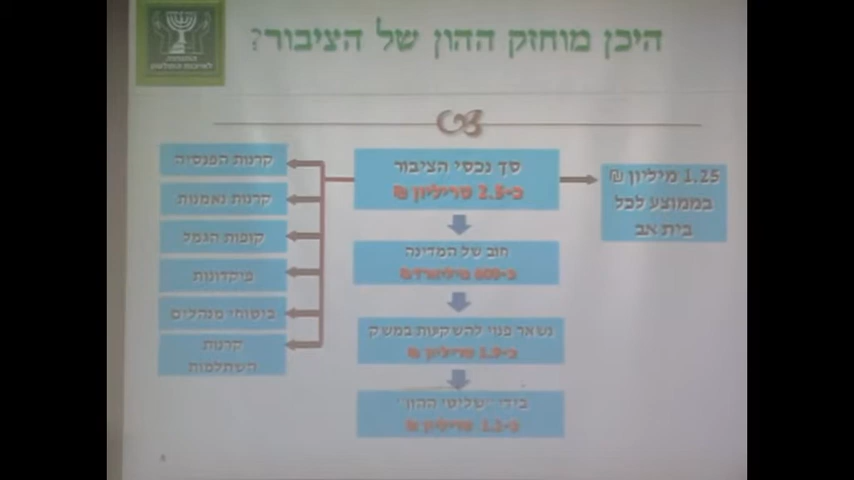 היכן מוחזק ההון של הציבור?
סך נכסי הציבור
כ-2.5 טריליון ₪
1.25 מיליון ₪
בממוצע לכל
בית אב
חוב של המדינה
כ-600 מיליארד ₪
נשאר פנוי להשקעות במשק
כ-1.9 טריליון ₪
בידי "שליטי ההון"
כ-1.1 טריליון ₪
קרנות הפנסיה
קרנות נאמנות
קופות הגמל
פיקדונות
ביטוחי מנהלים
קרנות
השתלמות